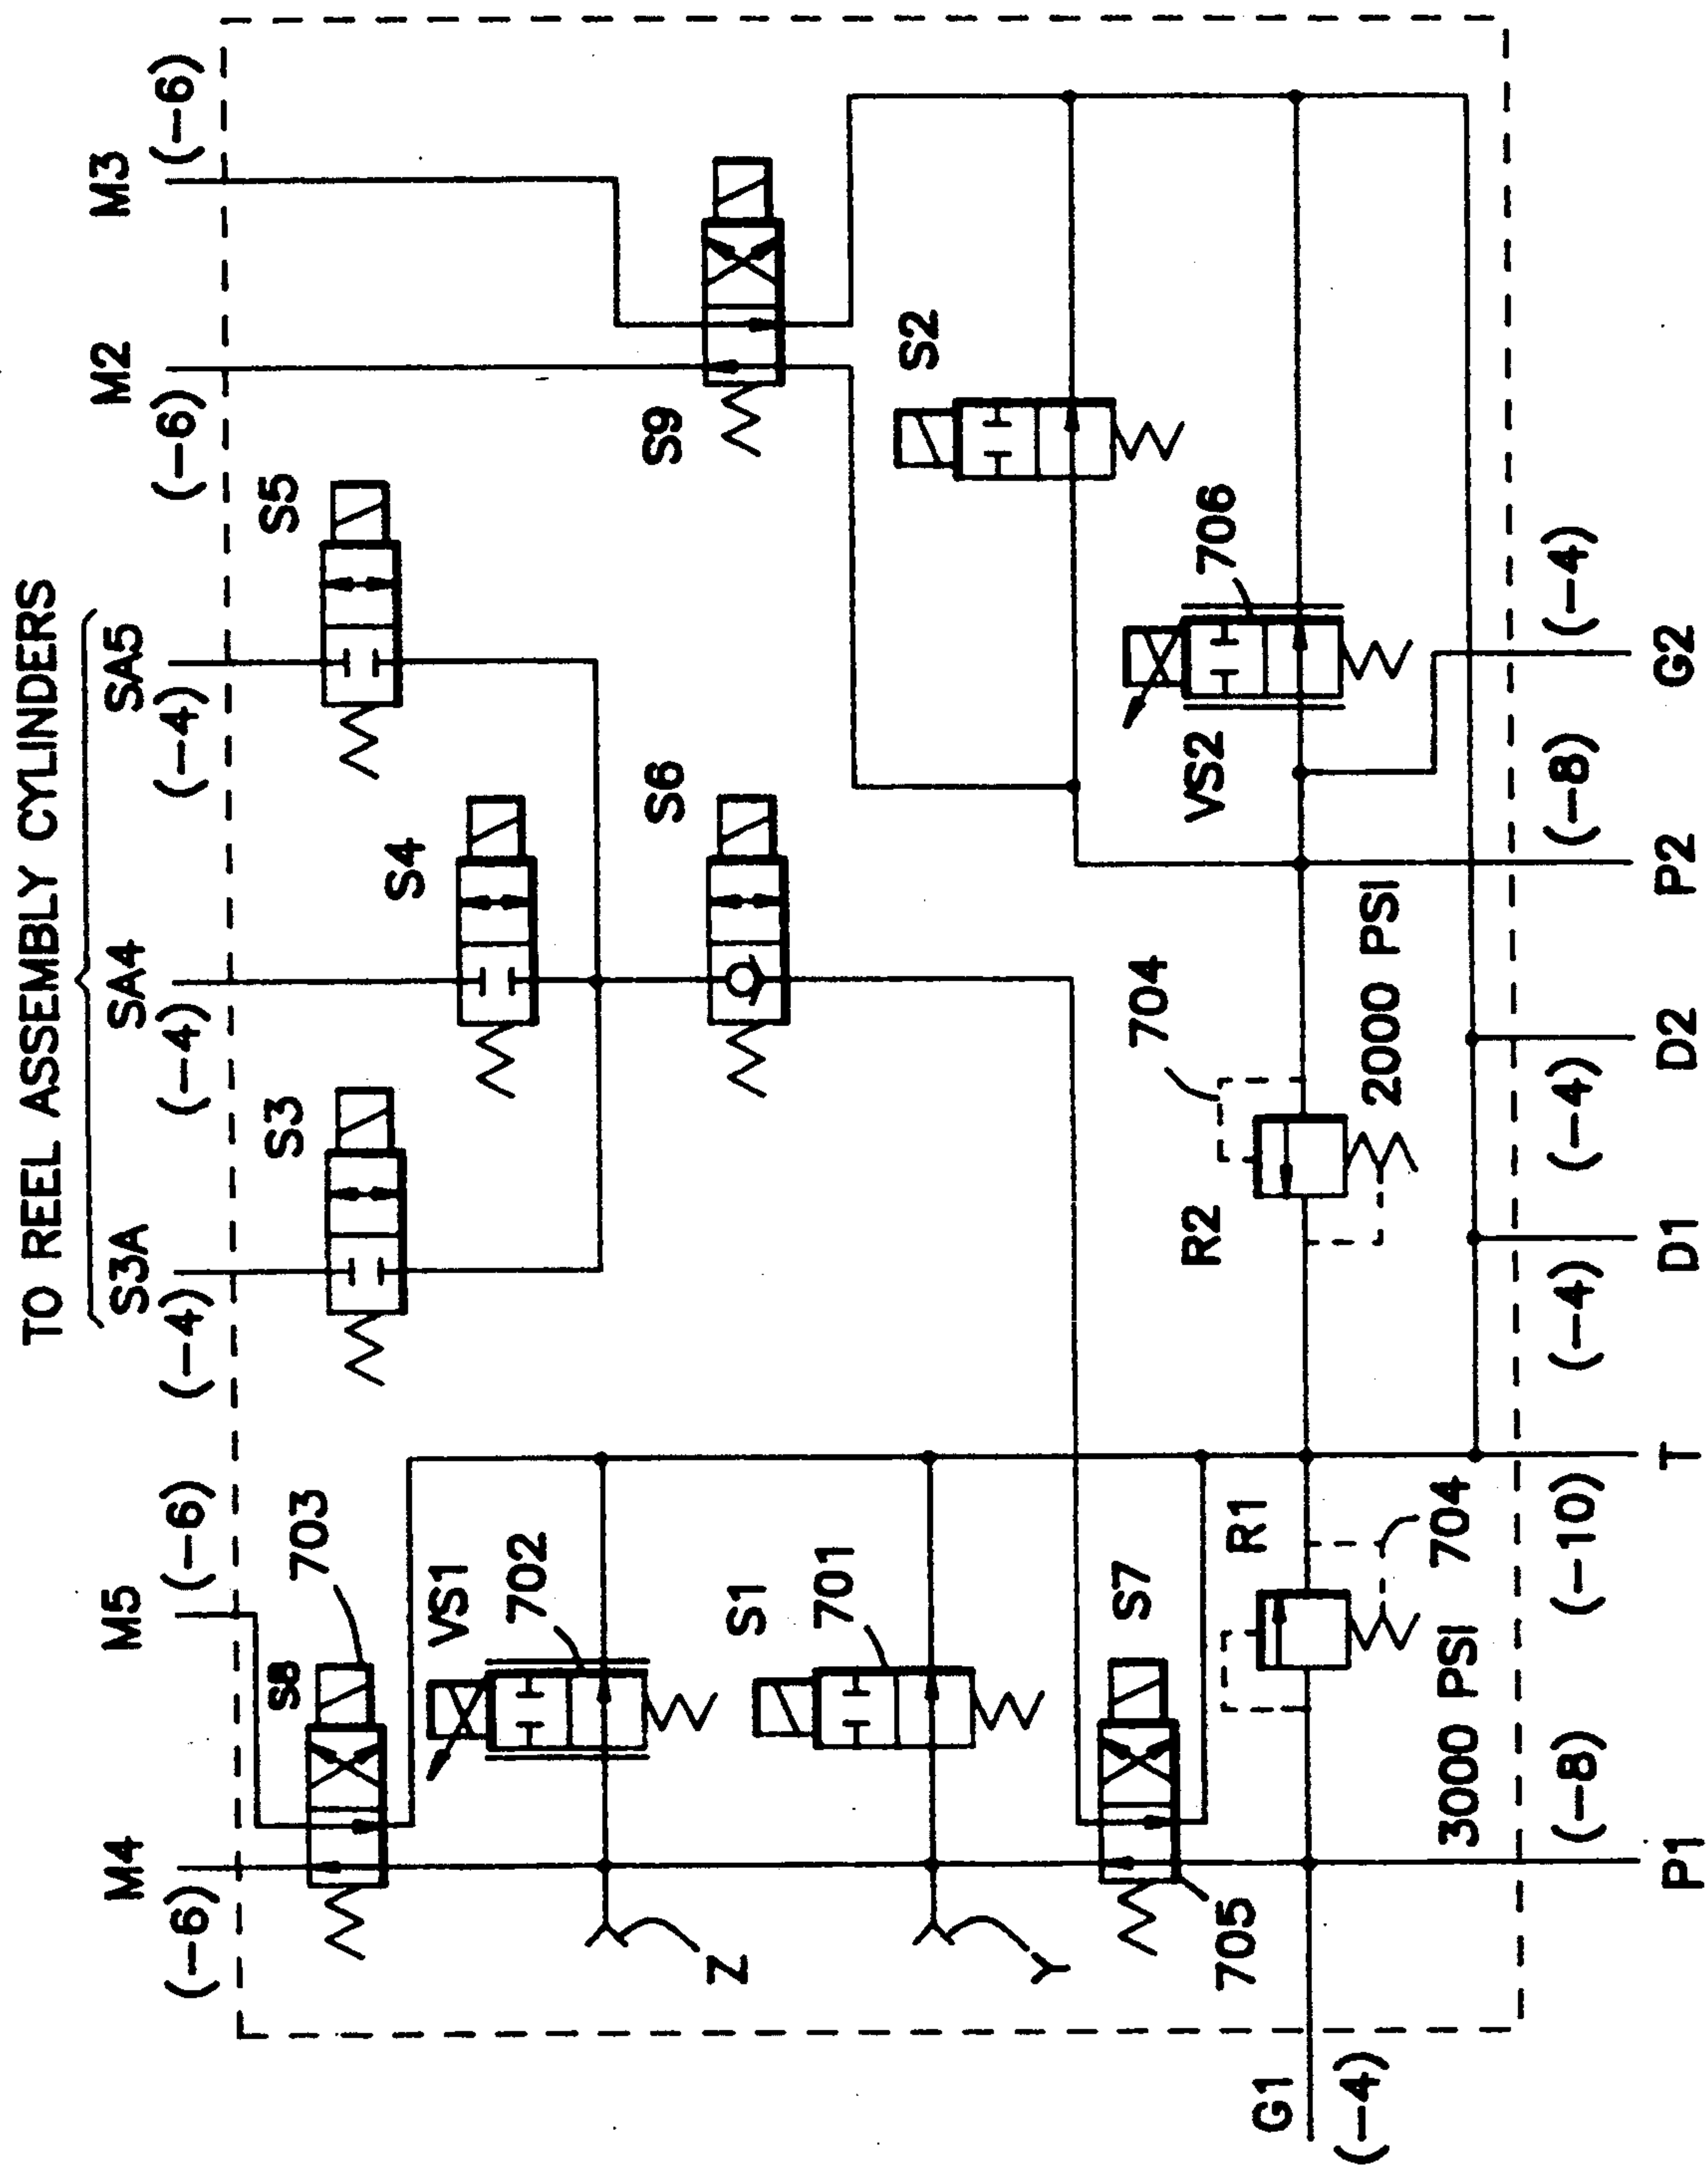 TO REEL ASSEMBLY CYLINDERS
M4
(–6)
M5
(–6)
S3A
(–4)
SA4
(–4)
SA5
(–4)
M2
(–6)
M3
(–6)
S8
703
VS1
702
S1
701
S7
705
Z
Y
S3
S4
S5
S6
S9
S2
VS2
706
R1
704
3000 PSI
R2
704
2000 PSI
G1
(–4)
P1
(–8)
T
(–10)
D1
(–4)
D2
(–4)
P2
(–8)
G2
(–4)